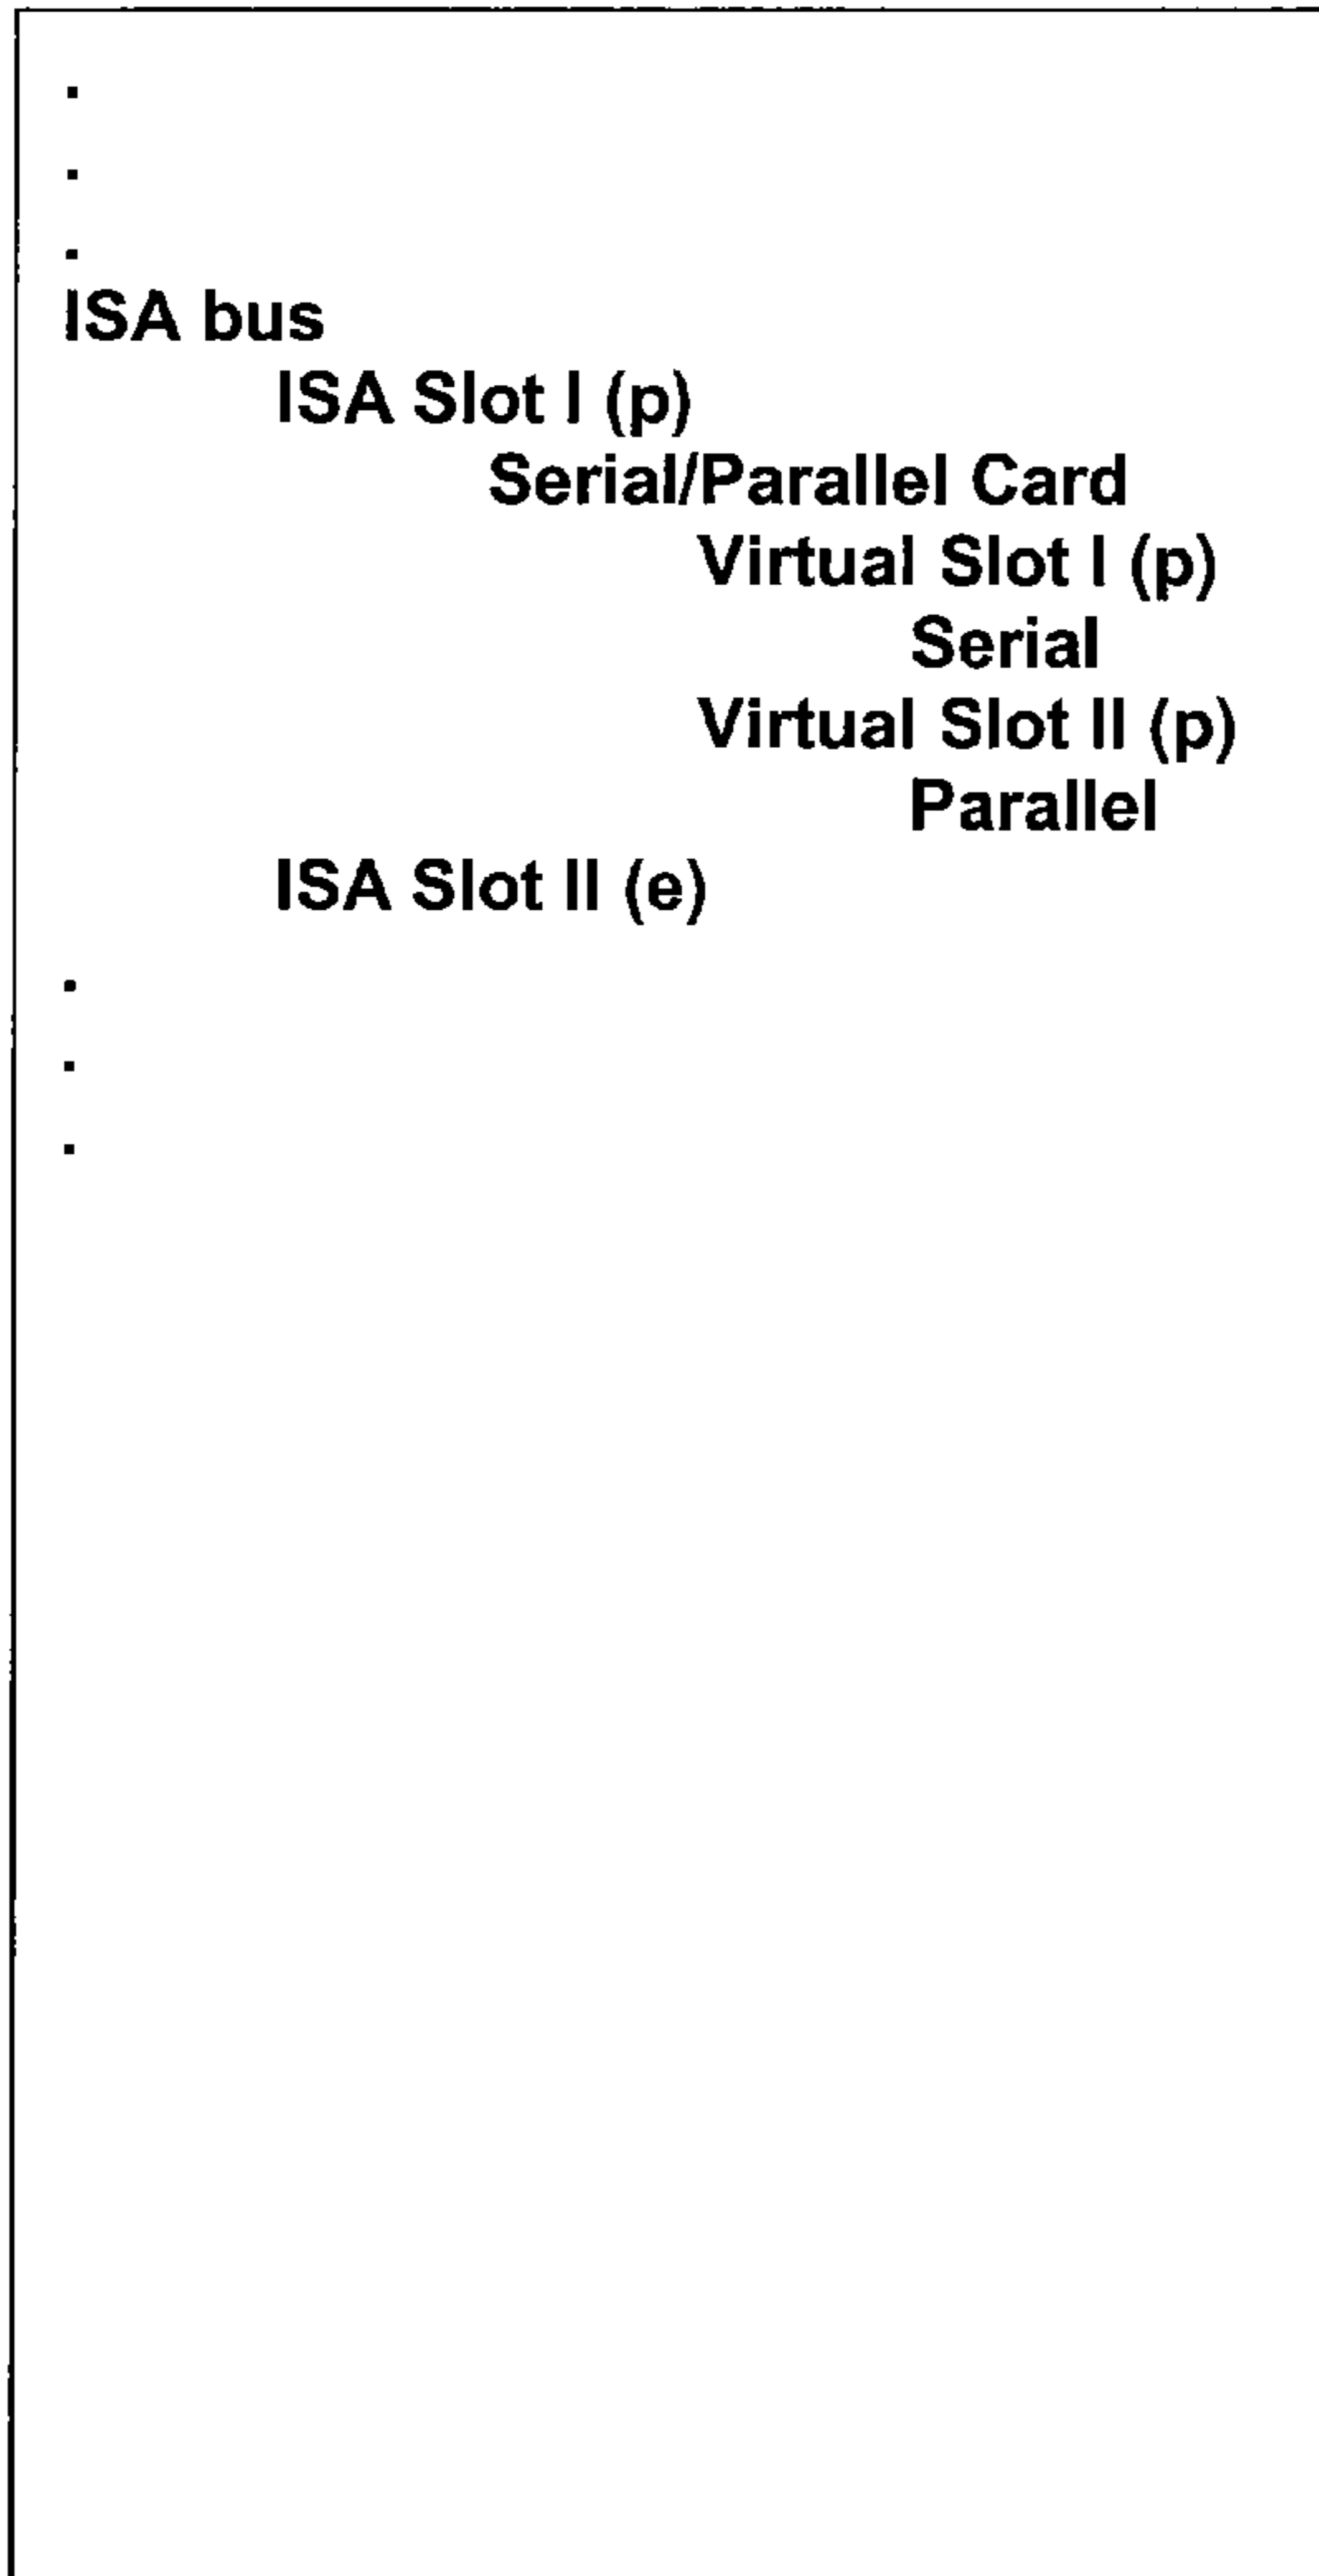 .
.
.
ISA bus
ISA Slot I (p)
Serial/Parallel Card
Virtual Slot I (p)
Serial
Virtual Slot II (p)
Parallel
ISA Slot II (e)
.
.
.